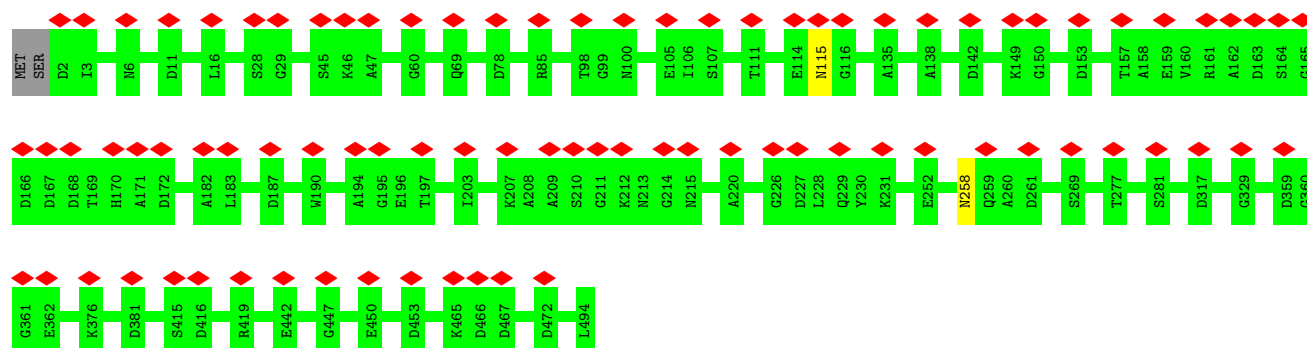 MET SER D2 I3 N6 D11 L16 S28 G29 S45 K46 A47 G60 Q69 D78 R85 T98 G99 N100 E105 I106 S107 T111 E114 N115 G116 A135 A138 D142 K149 G150 D153 T157 A158 E159 V160 R161 A162 D163 S164 G165
D166 D167 D168 T169 H170 A171 D172 A182 L183 D187 W190 A194 G195 E196 T197 I203 K207 A208 A209 S210 G211 K212 N213 G214 N215 A220 G226 D227 L228 Q229 Y230 K231 E252 N258 Q259 A260 D261 S269 T277 S281 D317 G329 D359 G360
G361 E362 K376 D381 S415 D416 R419 E442 G447 E450 D453 K465 D466 D467 D472 L494